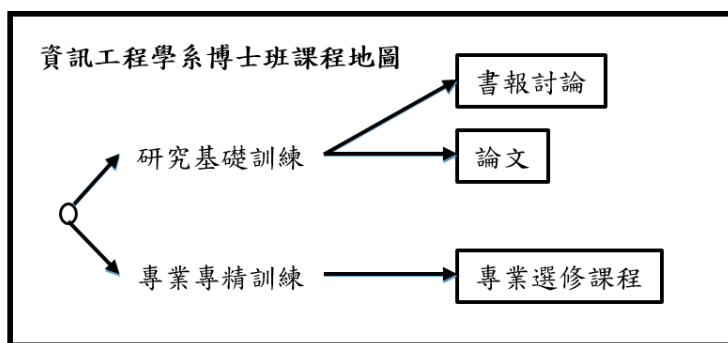 資訊工程學系博士班課程地圖
書報討論
研究基礎訓練
論文
專業專精訓練
專業選修課程